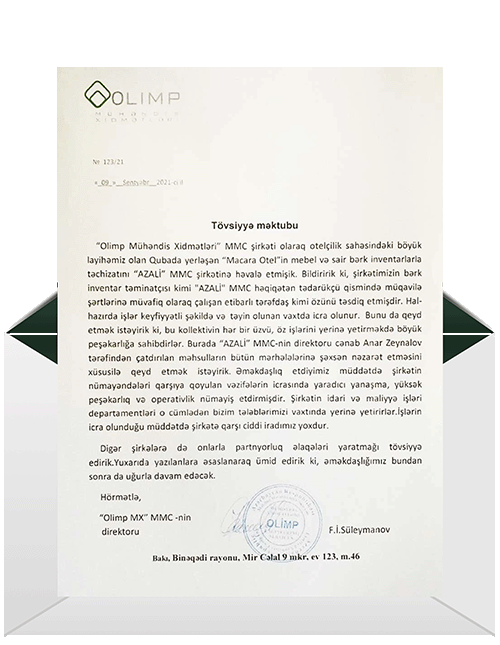 OLIMP
MÜHƏNDİS
XİDMƏTLƏRİ
№ 123/21
« 09 »__Sentyabr__2021-ci il
Tövsiyyə məktubu
"Olimp Mühəndis Xidmətləri" MMC şirkəti olaraq otelçilik sahəsindəki böyük
layihəmiz olan Qubada yerləşən "Macara Otel"in mebel və sair bərk inventarlarla
təchizatını "AZALİ" MMC şirkətinə həvalə etmişik. Bildiririk ki, şirkətimizin bərk
inventar təminatçısı kimi "AZALİ" MMC həqiqətən tədarükçü qismində müqavilə
şərtlərinə müvafiq olaraq çalışan etibarlı tərəfdaş kimi özünü təsdiq etmişdir. Hal-
hazırda işlər keyfiyyətli şəkildə və təyin olunan vaxtda icra olunur. Bunu da qeyd
etmək istəyirik ki, bu kollektivin hər bir üzvü, öz işlərini yerinə yetirməkdə böyük
peşəkarlığa sahibdirlər. Burada "AZALİ" MMC-nin direktoru cənab Anar Zeynalov
tərəfindən çatdırılan məhsulların bütün mərhələlərinə şəxsən nəzarət etməsini
xüsusilə qeyd etmək istəyirik.Əməkdaşlıq etdiyimiz müddətdə şirkətin
nümayəndələri qarşıya qoyulan vəzifələrin icrasında yaradıcı yanaşma, yüksək
peşəkarlıq və operativlik nümayiş etdirmişdir. Şirkətin idari və maliyyə işləri
departamentləri o cümlədən bizim tələblərimizi vaxtında yerinə yetirirlər.İşlərin
icra olunduğu müddətdə şirkətə qarşı ciddi iradımız yoxdur.
Digər şirkələrə də onlarla partnyorluq əlaqələri yaratmağı tövsiyyə
edirik.Yuxarıda yazılanlara əsaslanaraq ümid edirik ki, əməkdaşlığımız bundan
sonra da uğurla davam edəcək.
Hörmətlə,
"Olimp MX" MMC -nin
direktoru
OLİMP
F.İ.Süleymanov
Bakı, Binəqədi rayonu, Mir Cəlal 9 mkr, ev 123, m.46